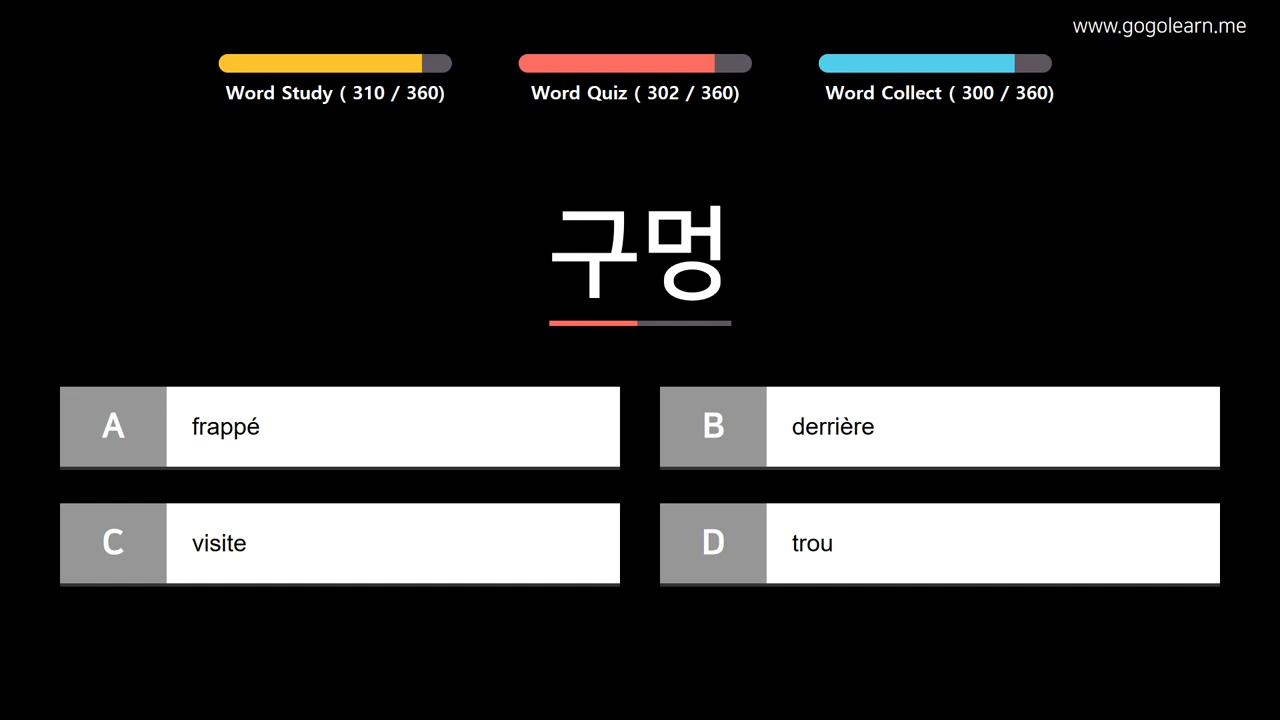 www.gogolearn.me
Word Study ( 310 / 360)
Word Quiz ( 302 / 360)
Word Collect ( 300 / 360)
구멍
A frappé
B derrière
C visite
D trou